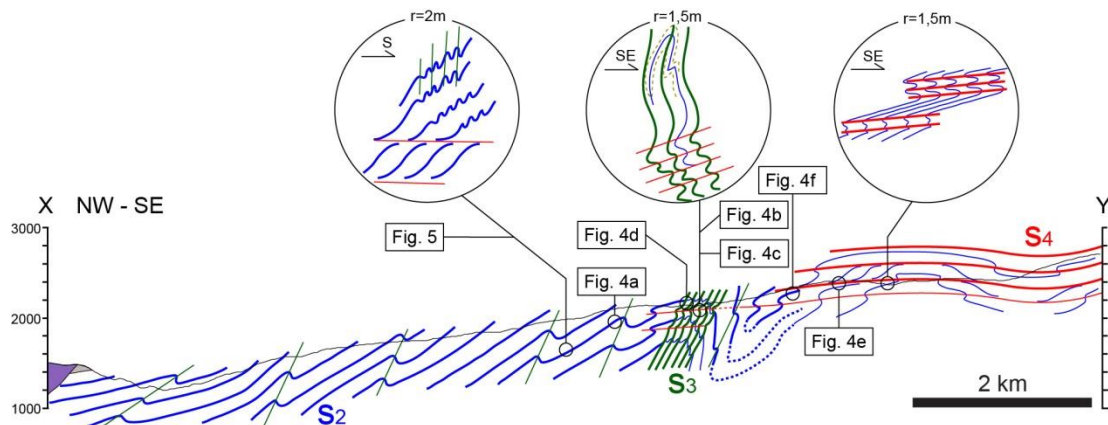 r=2m
r=1,5m
r=1,5m
S
SE
SE
X NW - SE
Y
Fig. 4f
Fig. 5
Fig. 4d
Fig. 4b
Fig. 4a
Fig. 4c
Fig. 4e
S4
S3
S2
3000
2000
1000
2 km